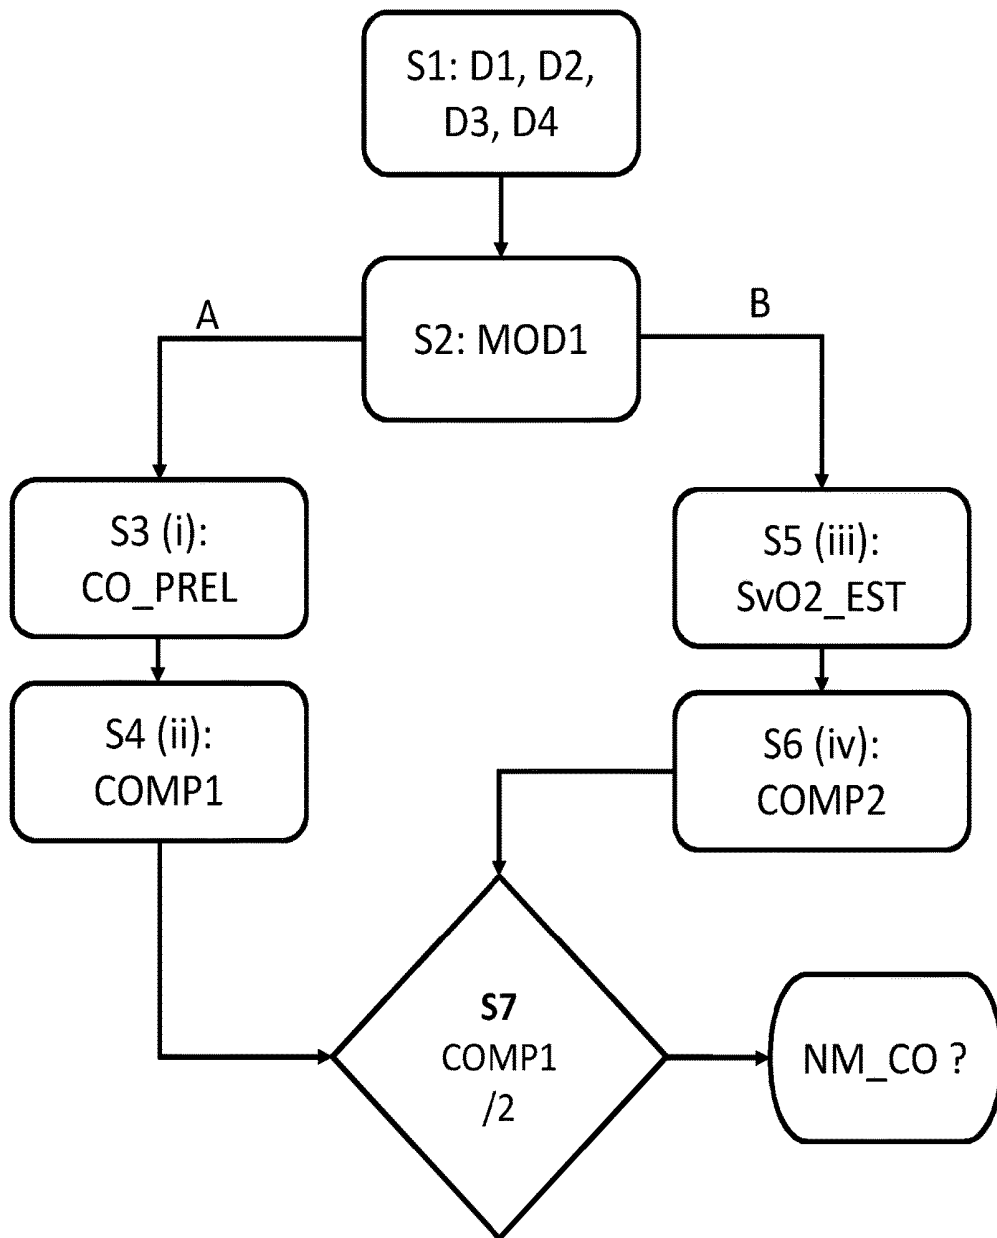 S1: D1, D2,
D3, D4
A
B
S2: MOD1
S3 (i):
CO_PREL
S5 (iii):
SvO2_EST
S4 (ii):
COMP1
S6 (iv):
COMP2
S7
COMP1
/2
NM_CO ?